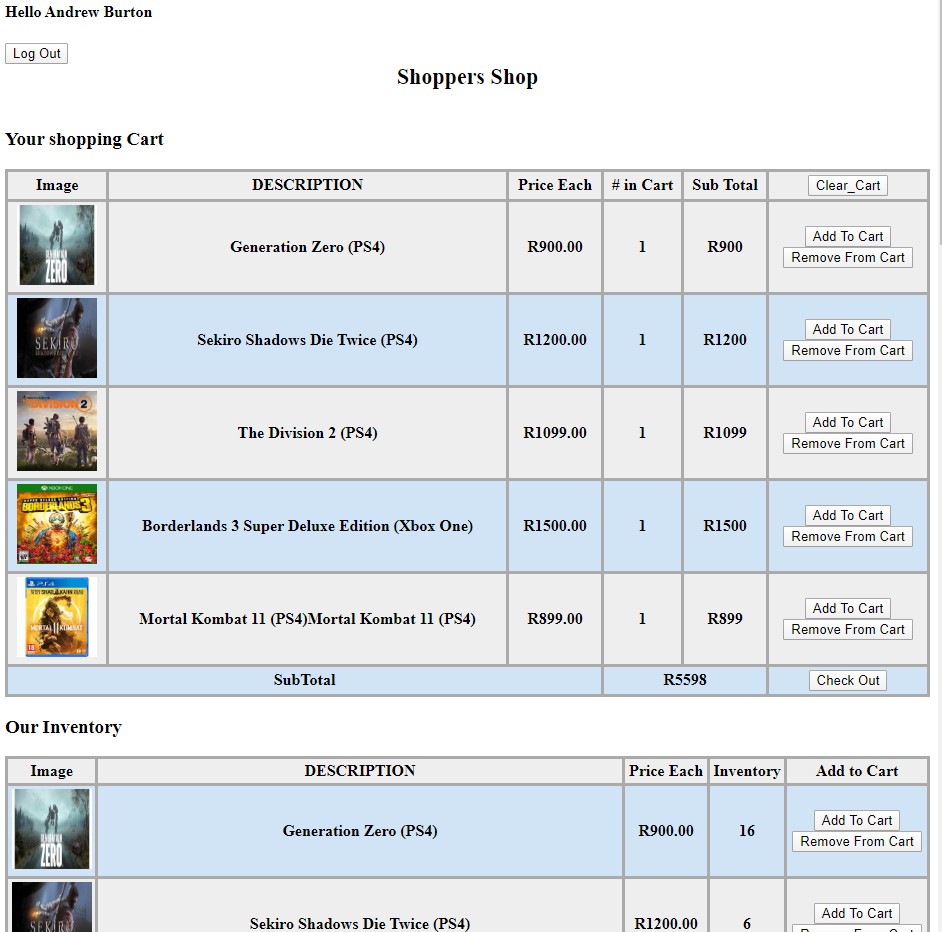 Hello Andrew Burton
Log Out
Shoppers Shop
Your shopping Cart
Image DESCRIPTION Price Each # in Cart Sub Total Clear_Cart
GENERATION ZERO
Generation Zero (PS4) R900.00 1 R900
Add To Cart
Remove From Cart
SEKIRO
Sekiro Shadows Die Twice (PS4) R1200.00 1 R1200
Add To Cart
Remove From Cart
DIVISION 2
The Division 2 (PS4) R1099.00 1 R1099
Add To Cart
Remove From Cart
XBOX ONE
SUPER DELUXE EDITION
BORDERLANDS 3
Borderlands 3 Super Deluxe Edition (Xbox One) R1500.00 1 R1500
Add To Cart
Remove From Cart
PS4
MORTAL KOMBAT
11
18
Mortal Kombat 11 (PS4)Mortal Kombat 11 (PS4) R899.00 1 R899
Add To Cart
Remove From Cart
SubTotal R5598 Check Out
Our Inventory
Image DESCRIPTION Price Each Inventory Add to Cart
GENERATION ZERO
Generation Zero (PS4) R900.00 16
Add To Cart
Remove From Cart
SEKIRO
Sekiro Shadows Die Twice (PS4) R1200.00 6
Add To Cart
Remove From Cart